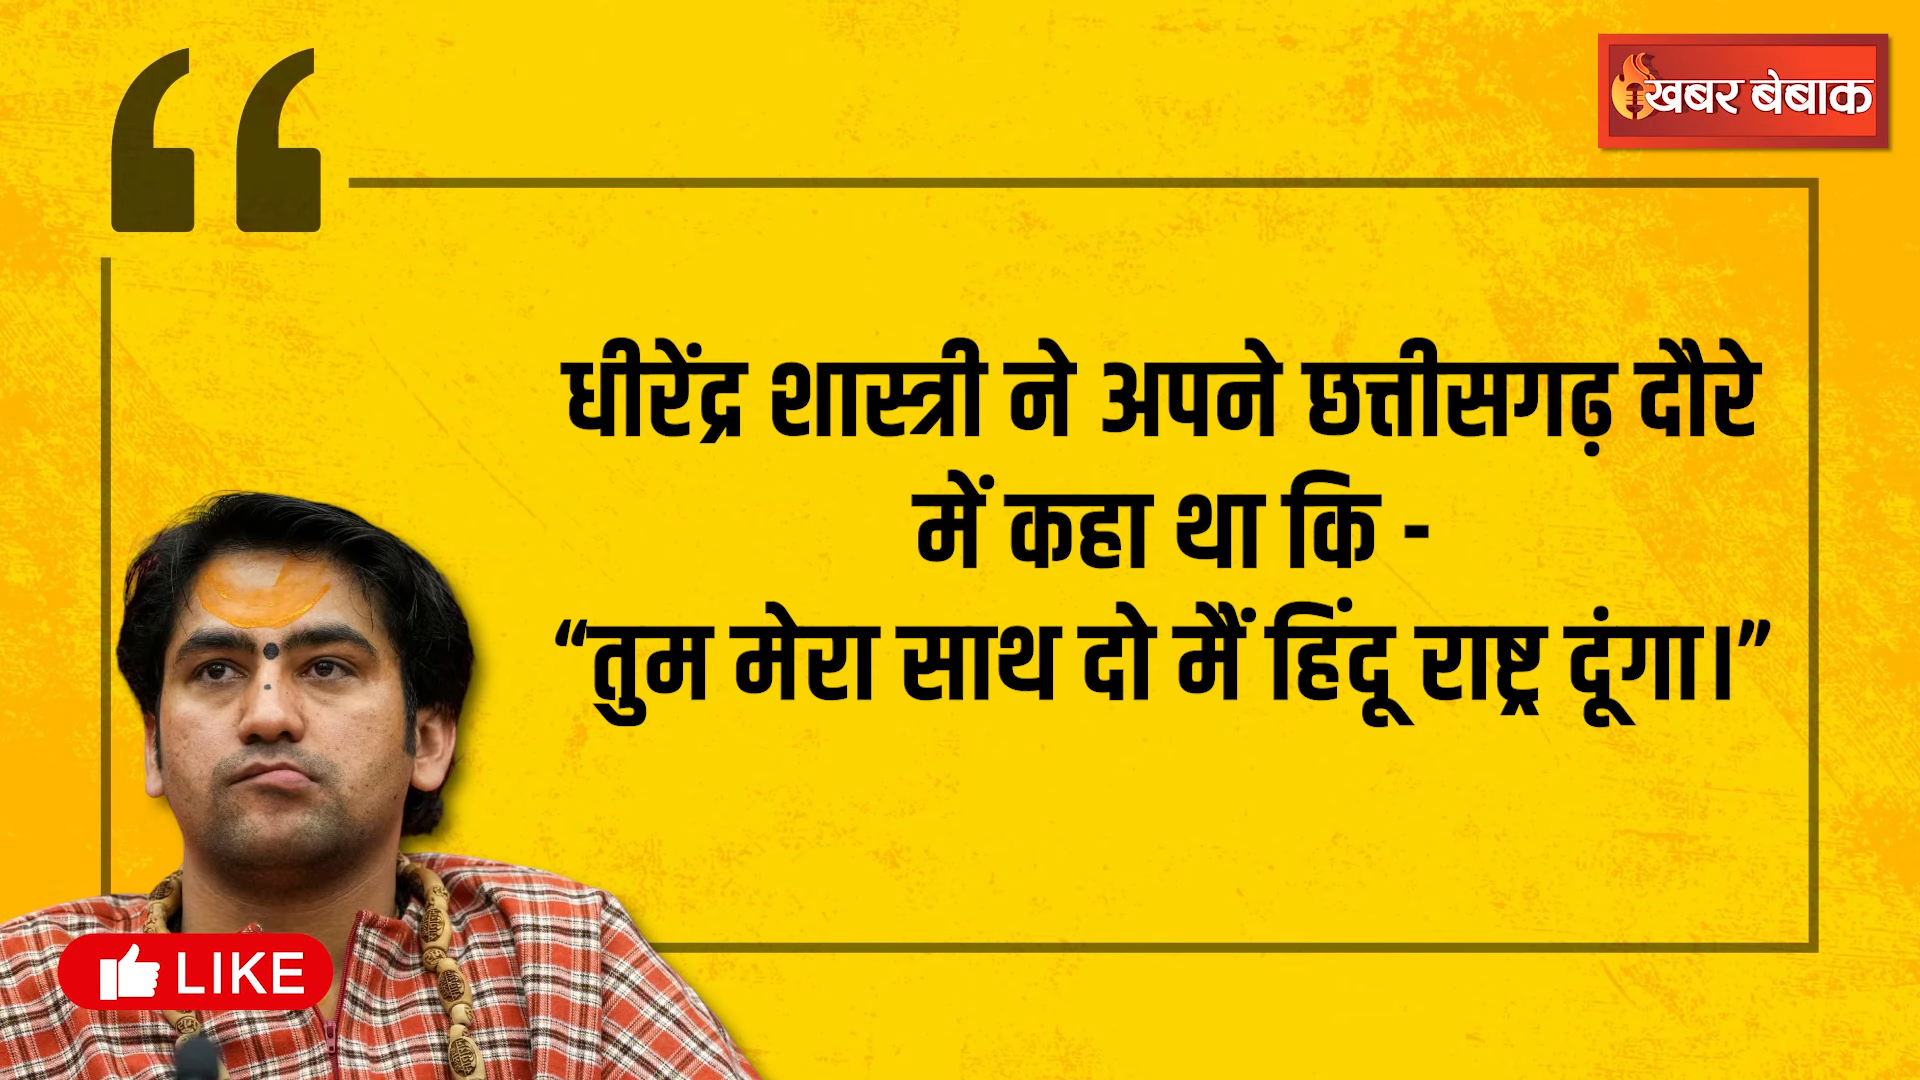 खबर बेबाक
धीरेंद्र शास्त्री ने अपने छत्तीसगढ़ दौरे
में कहा था कि -
“तुम मेरा साथ दो मैं हिंदू राष्ट्र दूंगा।”
LIKE